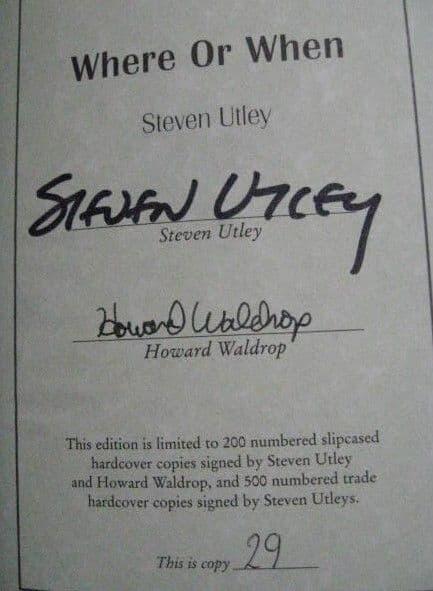 Where Or When
Steven Utley
STEVEN UTLEY
Steven Utley
Howard Waldrop
Howard Waldrop
This edition is limited to 200 numbered slipcased
hardcover copies signed by Steven Utley
and Howard Waldrop, and 500 numbered trade
hardcover copies signed by Steven Utleys.
This is copy 29